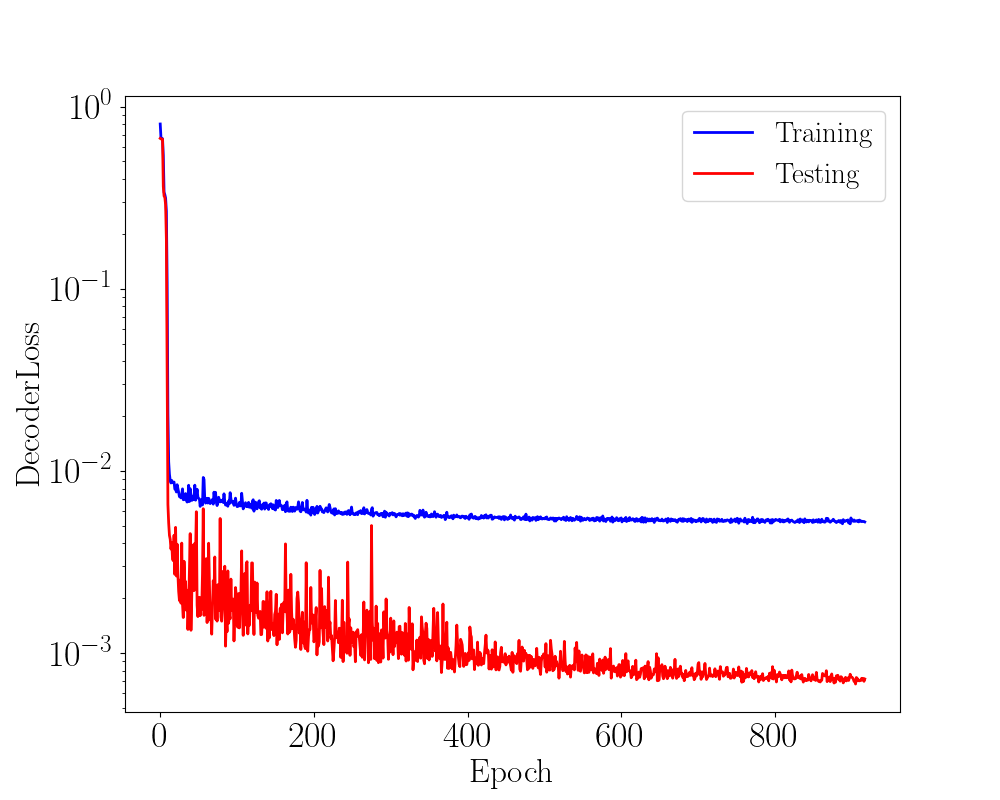 10^0
10^{-1}
10^{-2}
10^{-3}
DecoderLoss
Training
Testing
0 200 400 600 800
Epoch